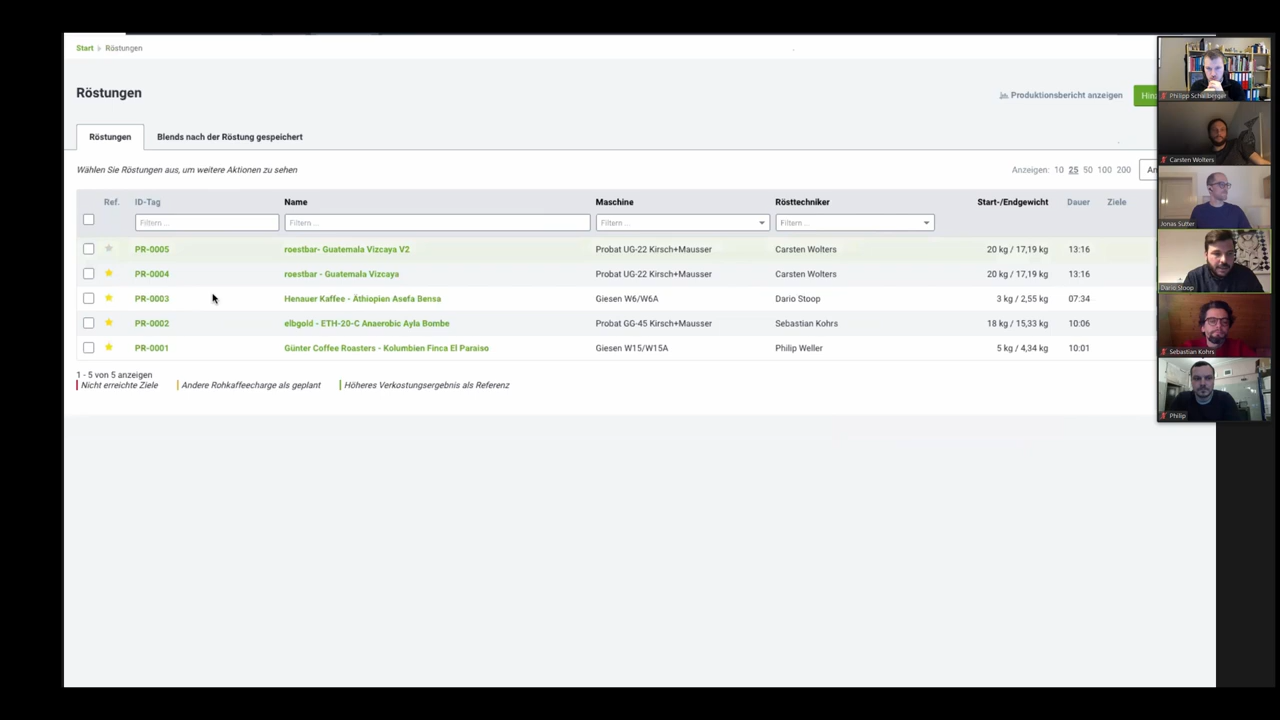 Start Röstungen
Röstungen
Produktionsbericht anzeigen
Röstungen Blends nach der Röstung gespeichert
Wählen Sie Röstungen aus, um weitere Aktionen zu sehen
Anzeigen: 10 25 50 100 200
Ref. ID-Tag Name Maschine Rösttechniker Start-/Endgewicht Dauer Ziele
Filtern ... Filtern ... Filtern ... Filtern ...
PR-0005 roestbar- Guatemala Vizcaya V2 Probat UG-22 Kirsch+Mausser Carsten Wolters 20 kg / 17,19 kg 13:16
PR-0004 roestbar - Guatemala Vizcaya Probat UG-22 Kirsch+Mausser Carsten Wolters 20 kg / 17,19 kg 13:16
PR-0003 Henauer Kaffee - Äthiopien Asefa Bensa Giesen W6/W6A Dario Stoop 3 kg / 2,55 kg 07:34
PR-0002 elbgold - ETH-20-C Anaerobic Ayla Bombe Probat GG-45 Kirsch+Mausser Sebastian Kohrs 18 kg / 15,33 kg 10:06
PR-0001 Günter Coffee Roasters - Kolumbien Finca El Paraiso Giesen W15/W15A Philip Weller 5 kg / 4,34 kg 10:01
1 - 5 von 5 anzeigen
Nicht erreichte Ziele Andere Rohkaffeecharge als geplant Höheres Verkostungsergebnis als Referenz
Carsten Wolters
Jonas Sutter
Dario Stoop
Sebastian Kohrs
Philip